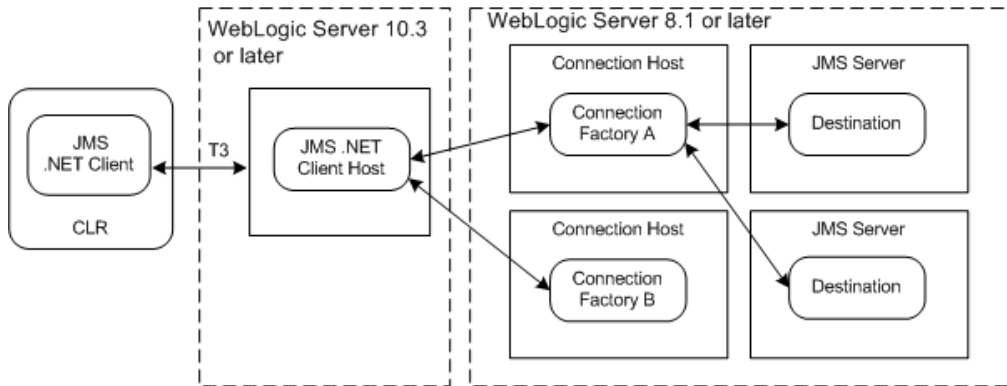 WebLogic Server 10.3
or later
WebLogic Server 8.1 or later
JMS
.NET Client
CLR
T3
JMS .NET
Client Host
Connection Host
Connection
Factory A
JMS Server
Destination
Connection Host
Connection
Factory B
JMS Server
Destination